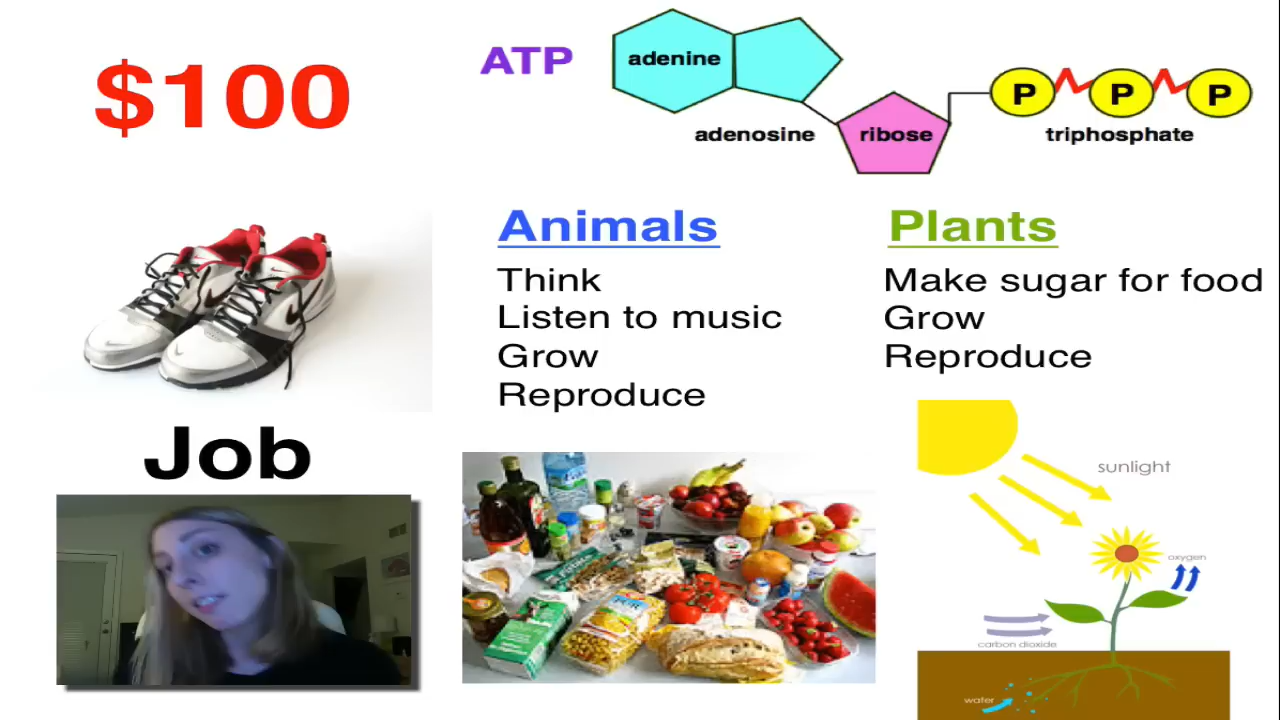 $100
Job
ATP
adenine
adenosine
ribose
P P P
triphosphate
Animals
Think
Listen to music
Grow
Reproduce
Plants
Make sugar for food
Grow
Reproduce
sunlight
oxygen
carbon dioxide
water